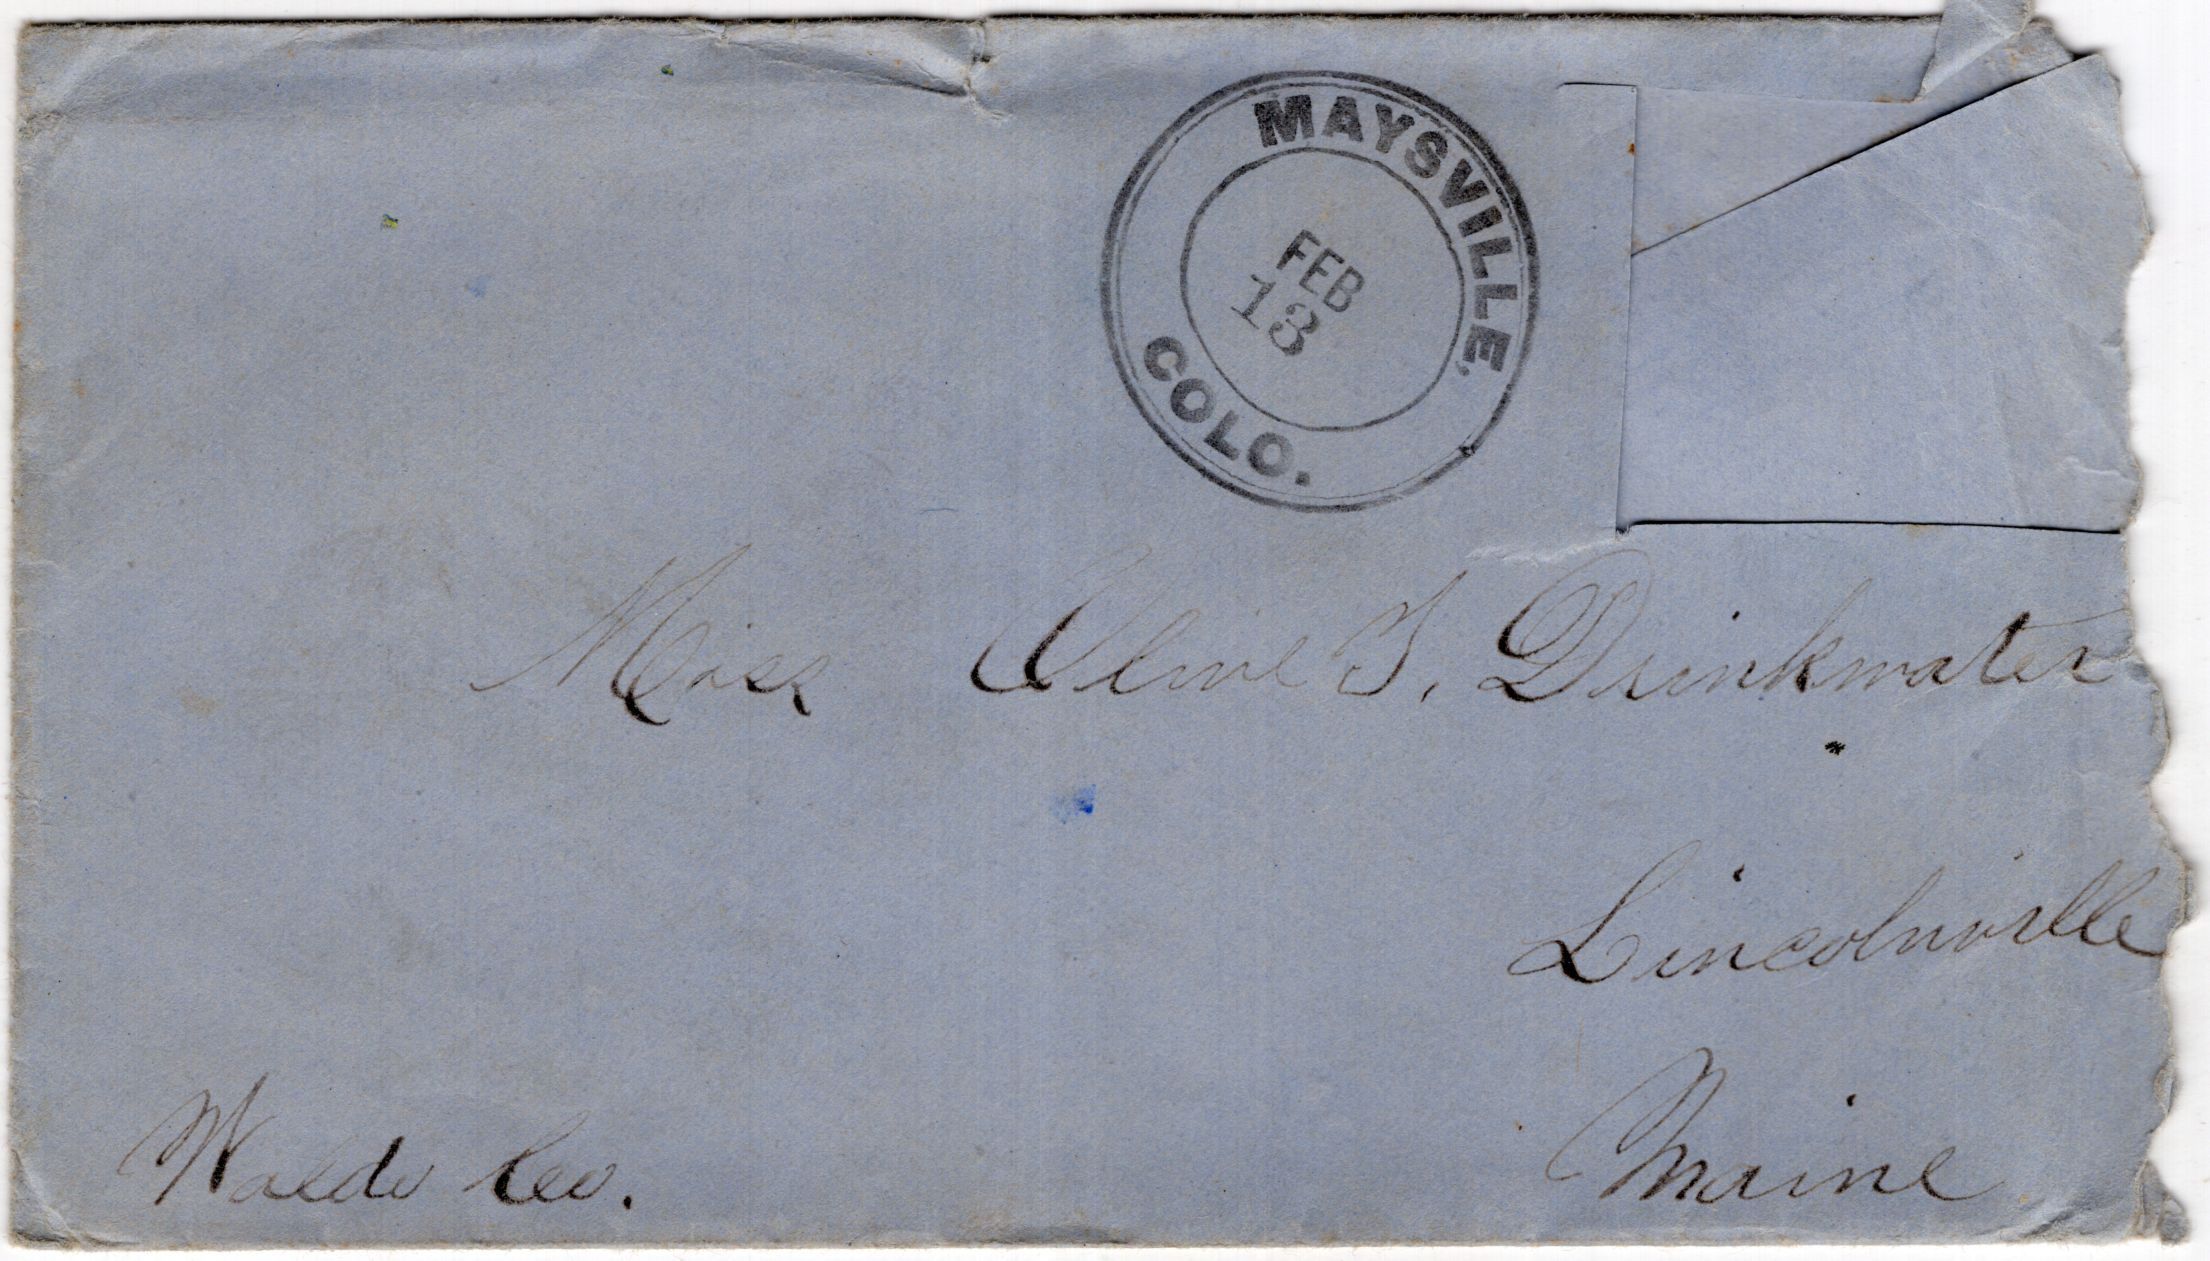 MAYSVILLE,
FEB
13
COLO.
Miss Olive S. Drinkwater
Lincolnville
Maine
Waldo Co.